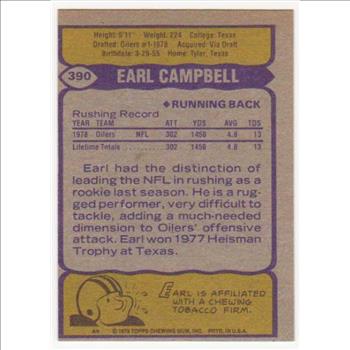 Height: 5'11" Weight: 224 College: Texas
Drafted: Oilers #1-1978 Acquired: Via Draft
Birthdate: 3-29-55 Home: Tyler, Texas
390 EARL CAMPBELL
◆RUNNING BACK
Rushing Record
YEAR TEAM ATT YDS AVG TDS
1978 - Oilers NFL 302 1450 4.8 13
Lifetime Totals 302 1450 4.8 13
Earl had the distinction of
leading the NFL in rushing as a
rookie last season. He is a rug-
ged performer, very difficult to
tackle, adding a much-needed
dimension to Oilers' offensive
attack. Earl won 1977 Heisman
Trophy at Texas.
EARL IS AFFILIATED
WITH A CHEWING
TOBACCO FIRM.
© 1979 TOPPS CHEWING GUM, INC. PRTD. IN U.S.A.